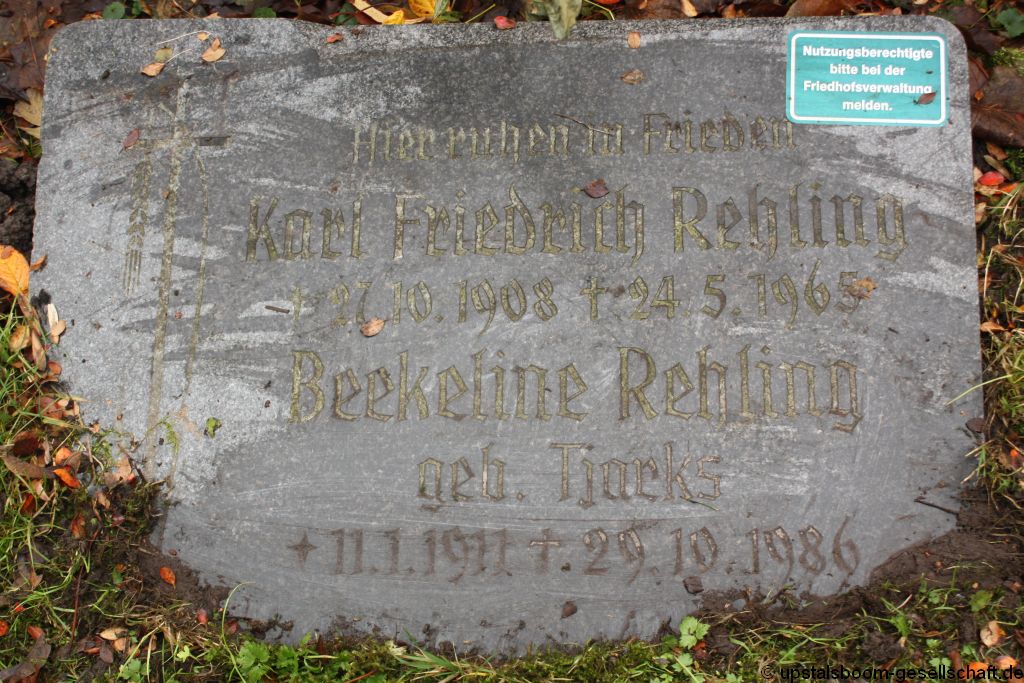 Nutzungsberechtigte
bitte bei der
Friedhofsverwaltung
melden.
Hier ruhen in Frieden
Karl Friedrich Rehling
27.10.1908 ✝ 24.5.1965
Beekeline Rehling
geb. Tjarks
✦ 11.1.1911 ✝ 29.10.1986
© upstalsboom-gesellschaft.de